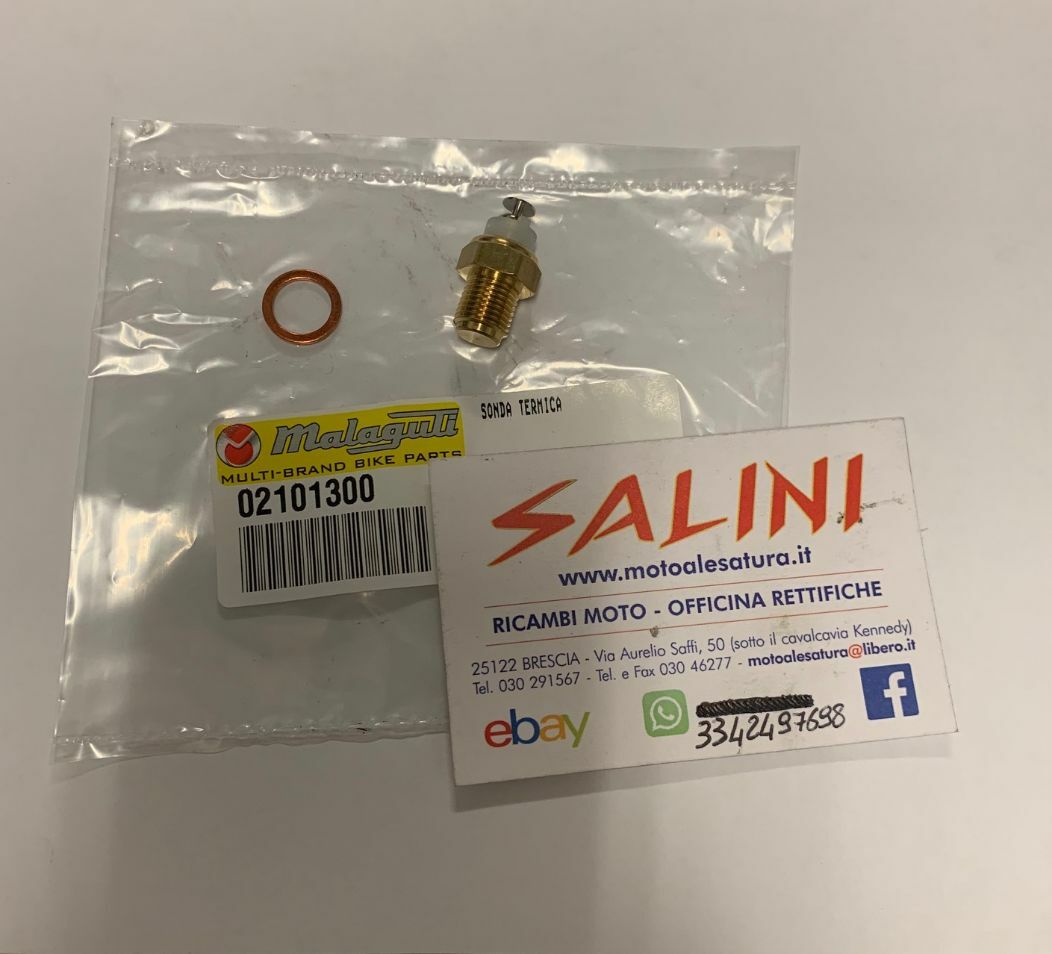 SONDA TERMICA
Malaguti
MULTI-BRAND BIKE PARTS
02101300
SALINI
www.motoalesatura.it
RICAMBI MOTO - OFFICINA RETTIFICHE
25122 BRESCIA - Via Aurelio Saffi, 50 (sotto il cavalcavia Kennedy)
Tel. 030 291567 - Tel. e Fax 030 46277 - motoalesatura@libero.it
ebay
3342497698
f